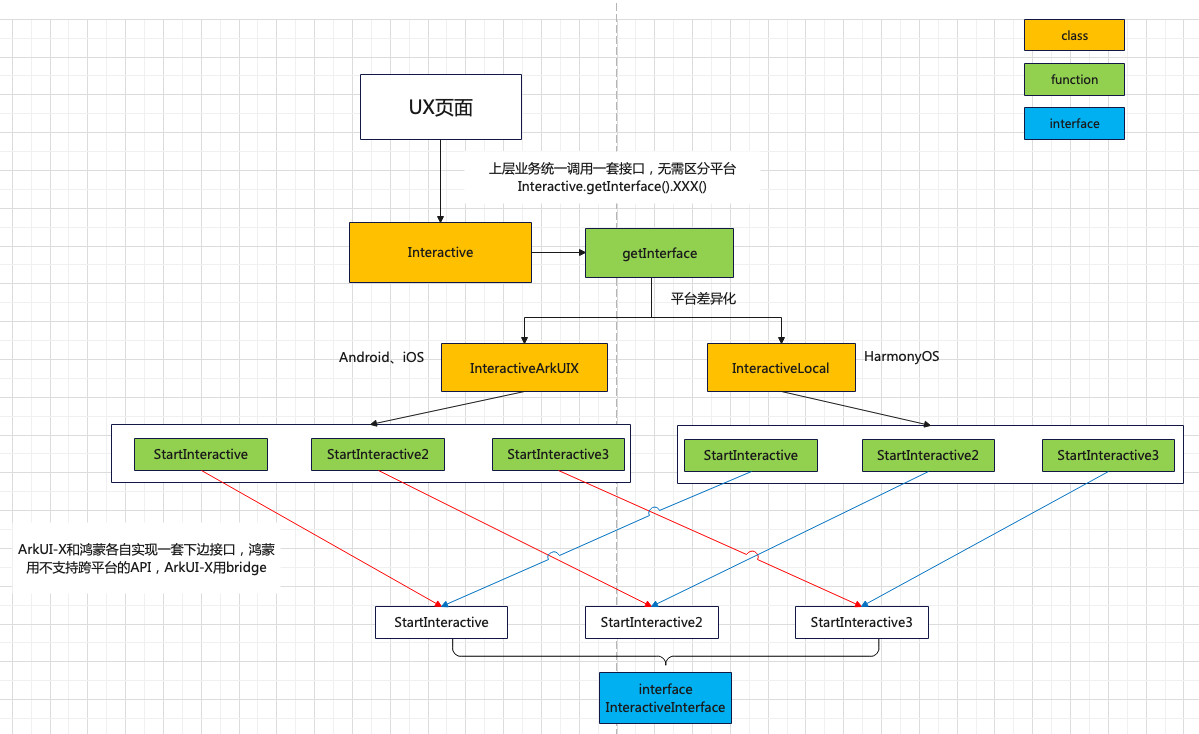 class
function
interface
UX页面
上层业务统一调用一套接口，无需区分平台
Interactive.getInterface().XXX()
Interactive
getInterface
平台差异化
Android、iOS
InteractiveArkUIX
InteractiveLocal
HarmonyOS
StartInteractive
StartInteractive2
StartInteractive3
StartInteractive
StartInteractive2
StartInteractive3
ArkUI-X和鸿蒙各自实现一套下边接口，鸿蒙
用不支持跨平台的API，ArkUI-X用bridge
StartInteractive
StartInteractive2
StartInteractive3
interface
InteractiveInterface